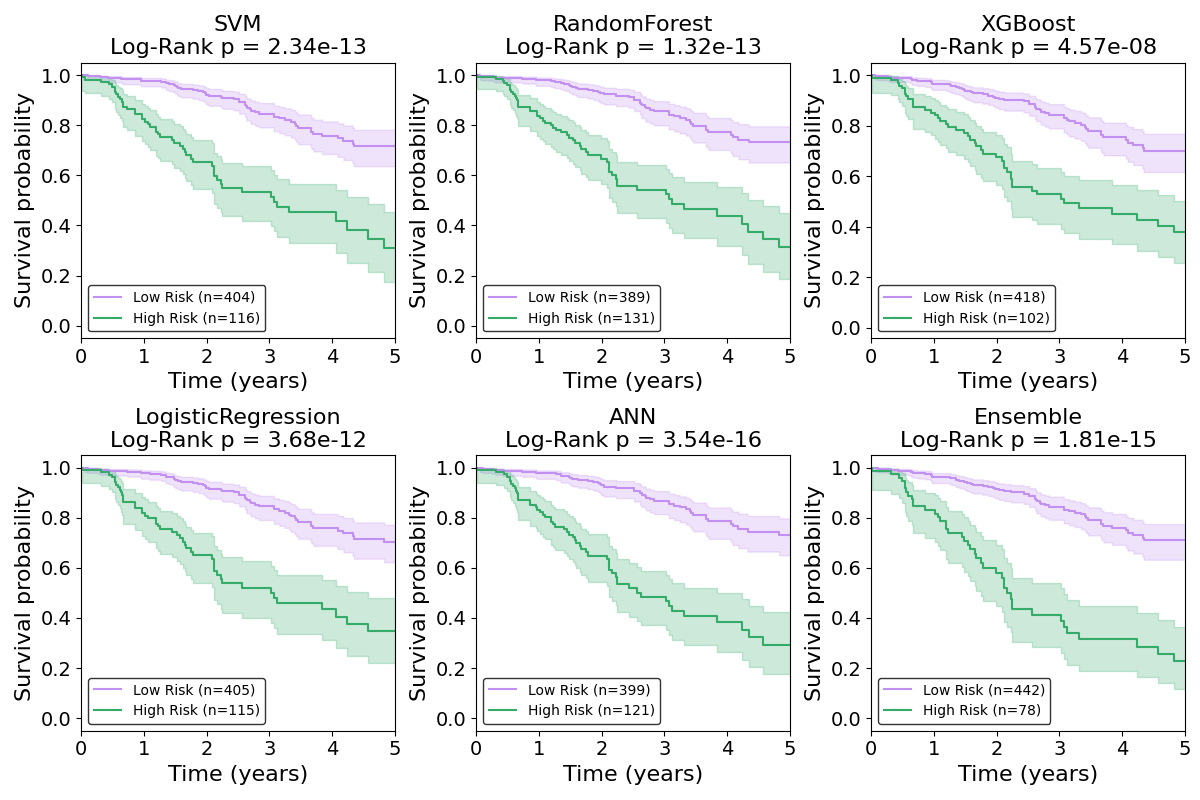 SVM
Log-Rank p = 2.34e-13
Survival probability
1.0
0.8
0.6
0.4
0.2
0.0
Low Risk (n=404)
High Risk (n=116)
0 1 2 3 4 5
Time (years)
RandomForest
Log-Rank p = 1.32e-13
Survival probability
1.0
0.8
0.6
0.4
0.2
0.0
Low Risk (n=389)
High Risk (n=131)
0 1 2 3 4 5
Time (years)
XGBoost
Log-Rank p = 4.57e-08
Survival probability
1.0
0.8
0.6
0.4
0.2
0.0
Low Risk (n=418)
High Risk (n=102)
0 1 2 3 4 5
Time (years)
LogisticRegression
Log-Rank p = 3.68e-12
Survival probability
1.0
0.8
0.6
0.4
0.2
0.0
Low Risk (n=405)
High Risk (n=115)
0 1 2 3 4 5
Time (years)
ANN
Log-Rank p = 3.54e-16
Survival probability
1.0
0.8
0.6
0.4
0.2
0.0
Low Risk (n=399)
High Risk (n=121)
0 1 2 3 4 5
Time (years)
Ensemble
Log-Rank p = 1.81e-15
Survival probability
1.0
0.8
0.6
0.4
0.2
0.0
Low Risk (n=442)
High Risk (n=78)
0 1 2 3 4 5
Time (years)